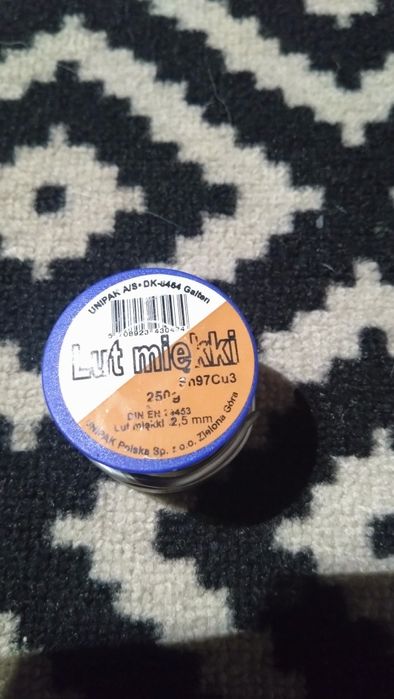 UNIPAK A/S• DK-8464 Galten
Lut miękki
Sn97Cu3
250g
DIN EN
Lut miękki 2,5 mm
UNIPAK Polska Sp. z o.o. Zielona Góra